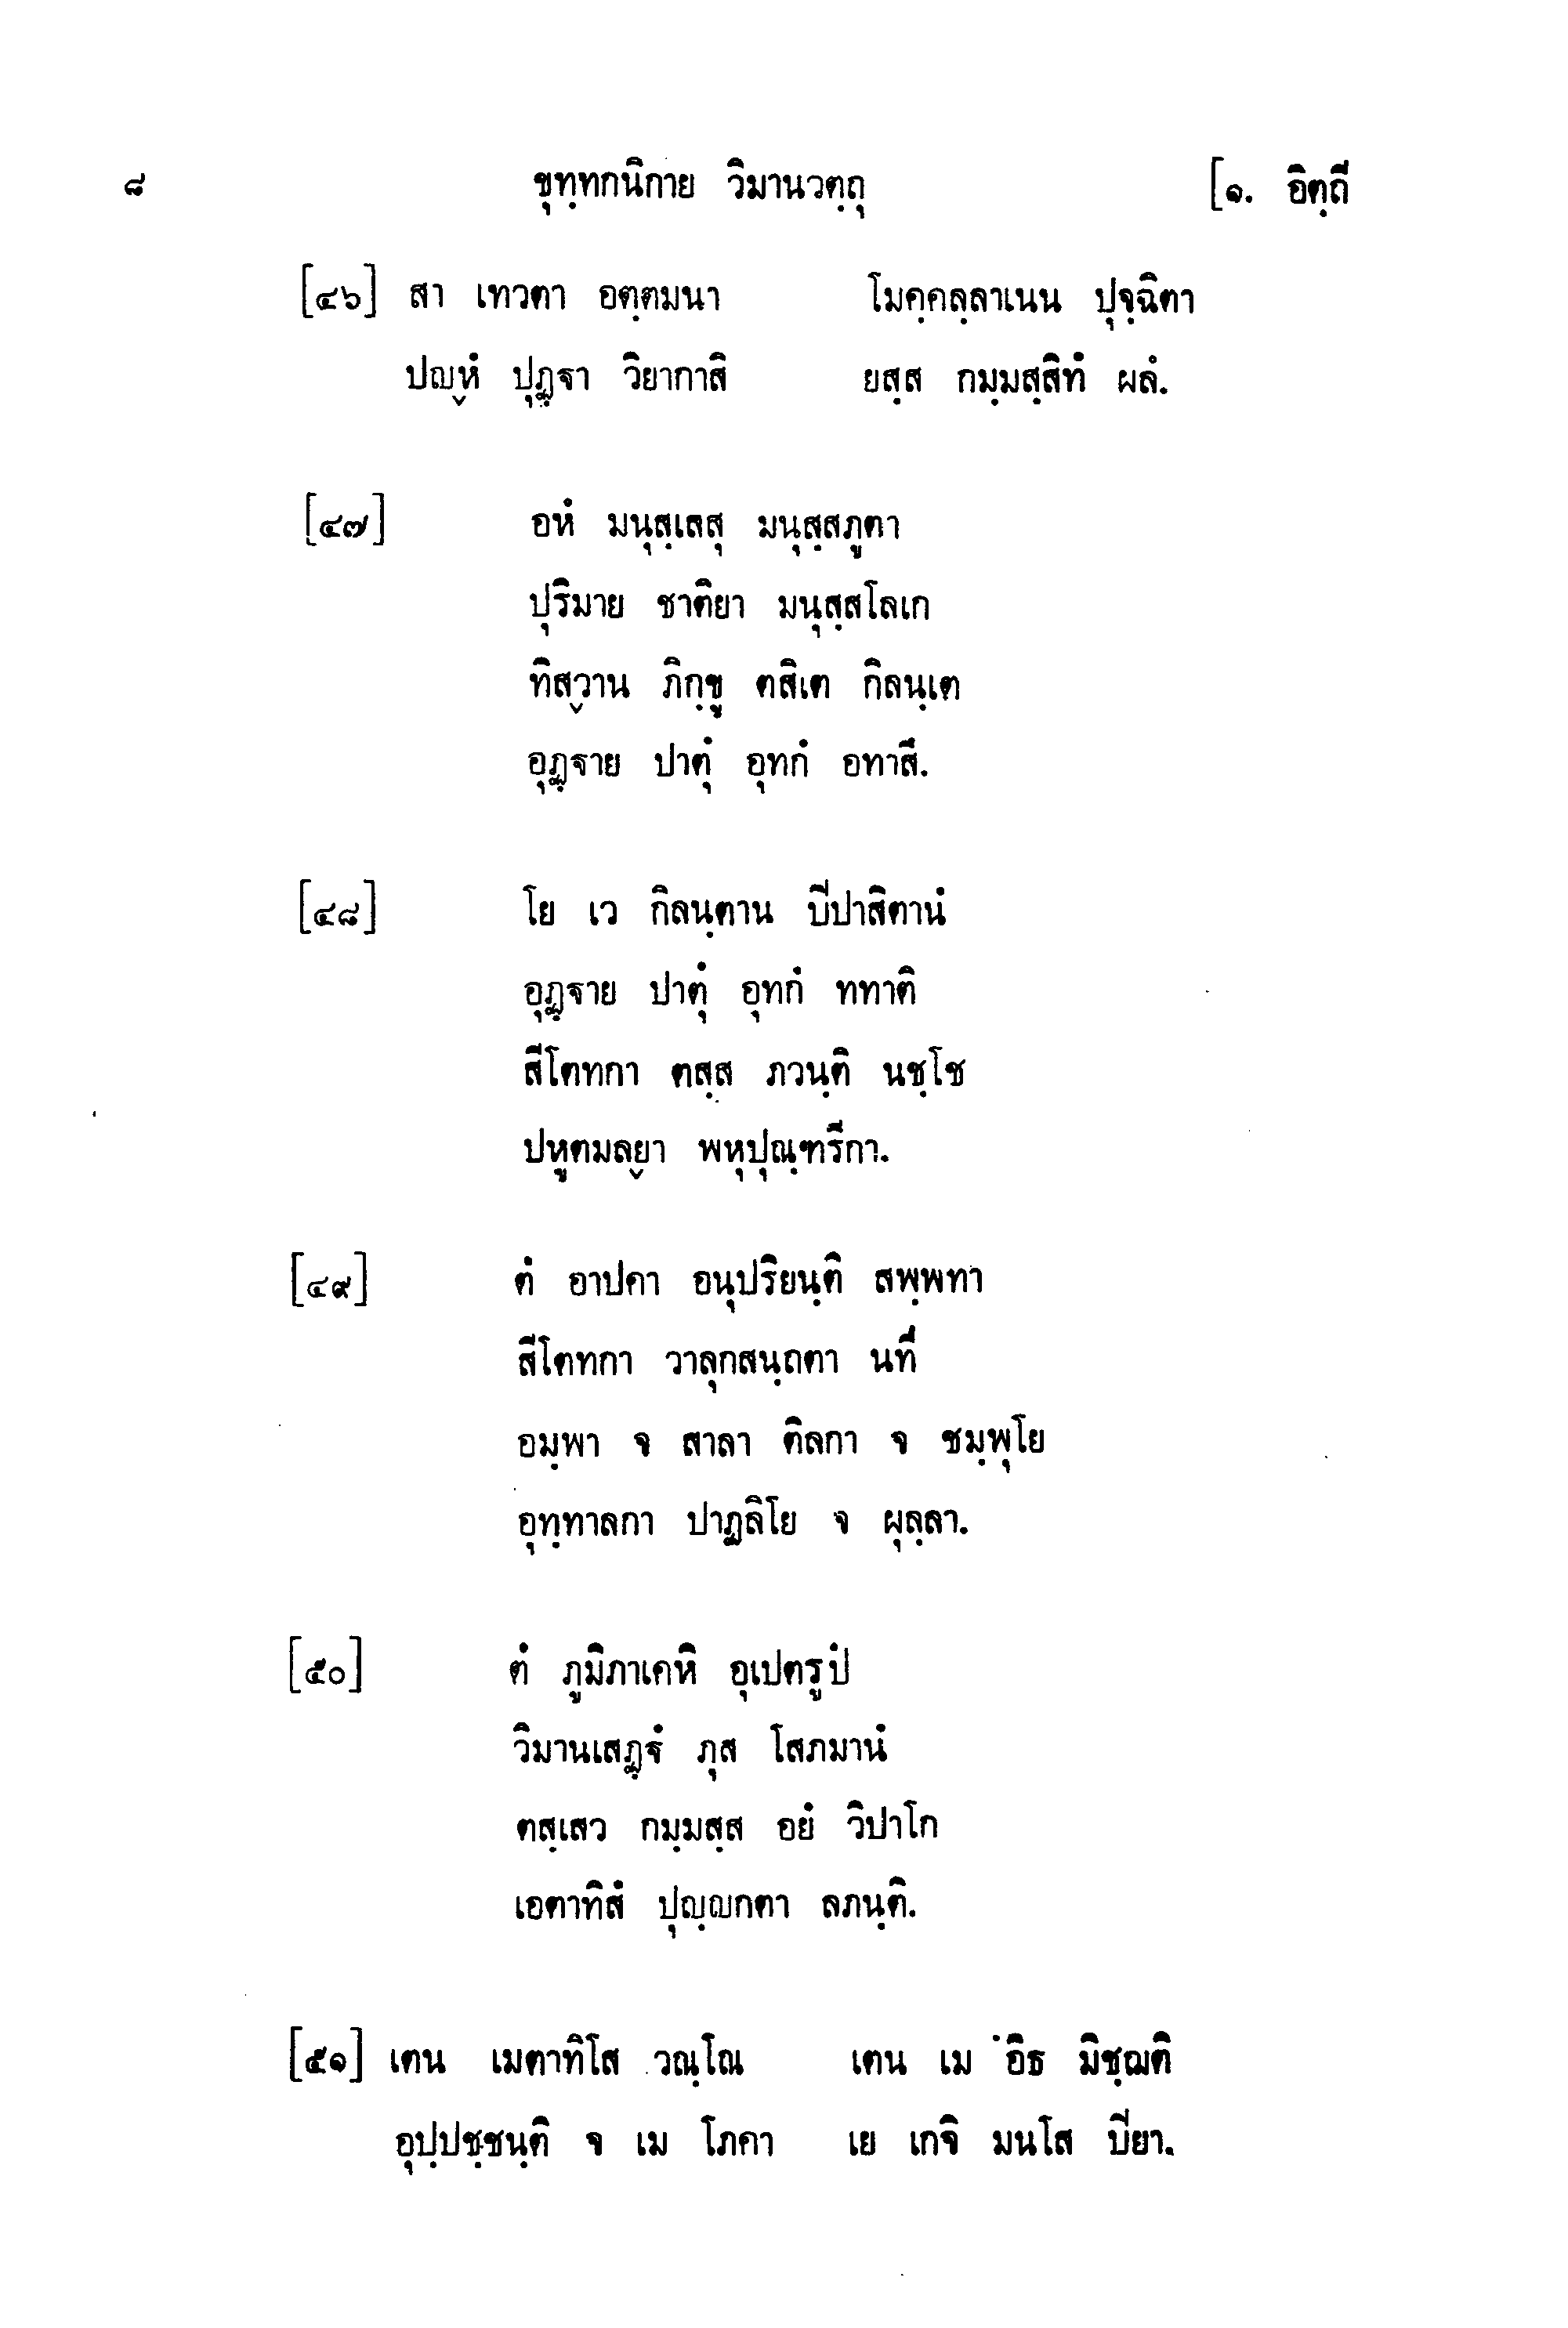 ๘ ขุทฺทกนิกาย วิมานวตฺถุ [๑. อิตฺถี
[๔๖] สา เทวตา อตฺตมนา โมคฺคลฺลาเนน ปุจฺฉิตา
ปญฺหํ ปุฏฺฐา วิยากาสิ ยสฺส กมฺมสฺสิทํ ผลํ.
[๔๗] อหํ มนุสฺเสสุ มนุสฺสภูตา
ปุริมาย ชาติยา มนุสฺสโลเก
ทิสฺวาน ภิกฺขู ตสิเต กิลนฺเต
อุฏฺฐาย ปาตุํ อุทกํ อทาสึ.
[๔๘] โย เว กิลนฺตาน ปีปาสิตานํ
อุฏฺฐาย ปาตุํ อุทกํ ททาติ
สีโตทกา ตสฺส ภวนฺติ นชฺโช
ปหูตมลฺยา พหุปุณฺฑรีกา.
[๔๙] ตํ อาปคา อนุปริยนฺติ สพฺพทา
สีโตทกา วาลุกสนฺถตา นที
อมฺพา จ สาลา ติลกา จ ชมฺพุโย
อุทฺทาลกา ปาฏลิโย จ ผุลฺลา.
[๕๐] ตํ ภูมิภาเคหิ อุเปตรูปํ
วิมานเสฏฺฐํ ภุส โสภมานํ
ตสฺเสว กมฺมสฺส อยํ วิปาโก
เอตาทิสํ ปุญฺญกตา ลภนฺติ.
[๕๑] เตน เมตาทิโส วณฺโณ เตน เม อิธ มิชฺฌติ
อุปฺปชฺชนฺติ จ เม โภคา เย เกจิ มนโส ปียา.